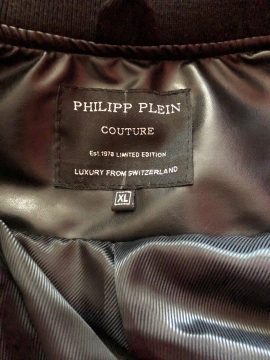 PHILIPP PLEIN
COUTURE
Est.1978 LIMITED EDITION
LUXURY FROM SWITZERLAND
XL